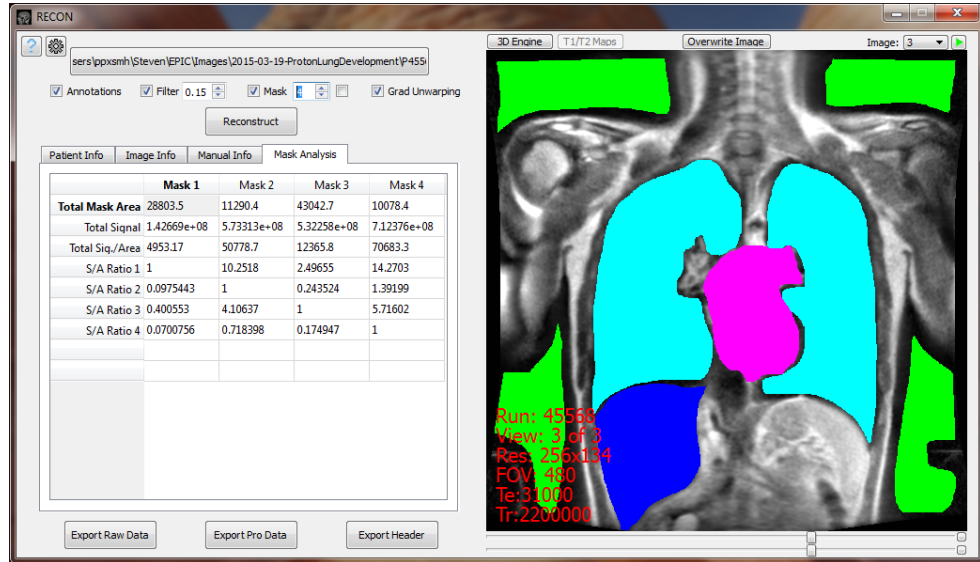 RECON
3D Engine T1/T2 Maps Overwrite Image Image: 3
sers\ppxsmh\Steven\EPIC\Images\2015-03-19-ProtonLungDevelopment\P455
Annotations Filter 0.15 Mask 4 Grad Unwarping
Reconstruct
Patient Info Image Info Manual Info Mask Analysis
Mask 1 Mask 2 Mask 3 Mask 4
Total Mask Area 28803.5 11290.4 43042.7 10078.4
Total Signal 1.42669e+08 5.73313e+08 5.32258e+08 7.12376e+08
Total Sig./Area 4953.17 50778.7 12365.8 70683.3
S/A Ratio 1 1 10.2518 2.49655 14.2703
S/A Ratio 2 0.0975443 1 0.243524 1.39199
S/A Ratio 3 0.400553 4.10637 1 5.71602
S/A Ratio 4 0.0700756 0.718398 0.174947 1
Run: 45568
View: 3 of 3
Res: 256x134
FOV: 480
Te:31000
Tr:2200000
Export Raw Data Export Pro Data Export Header